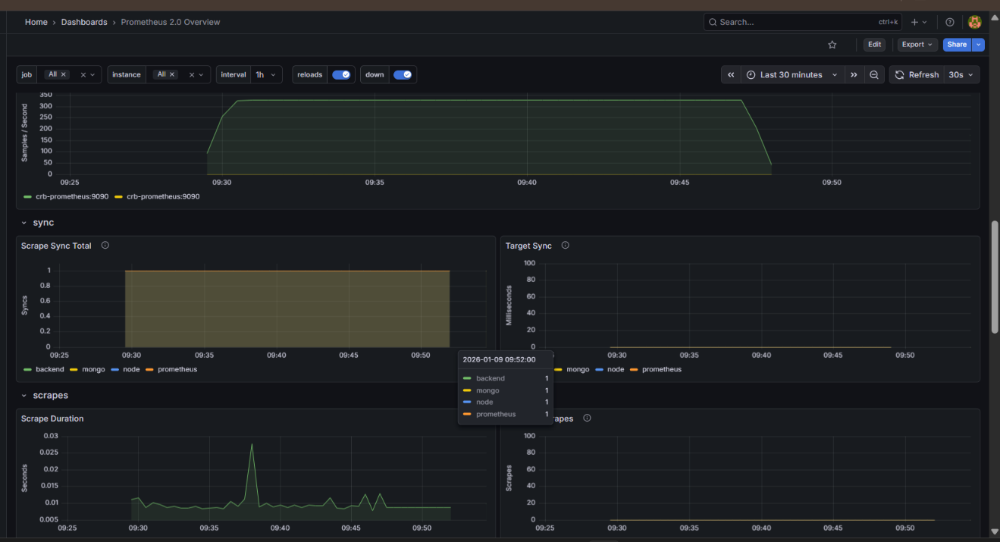 Home › Dashboards › Prometheus 2.0 Overview
Search... ctrl+k
Edit Export Share
job All × instance All × interval 1h reloads down Last 30 minutes Refresh 30s
Samples / Second
350
300
250
200
150
100
50
0
09:25 09:30 09:35 09:40 09:45 09:50
crb-prometheus:9090 crb-prometheus:9090
sync
Scrape Sync Total
Syncs
1
0.8
0.6
0.4
0.2
0
09:25 09:30 09:35 09:40 09:45 09:50
backend mongo node prometheus
Target Sync
Milliseconds
100
80
60
40
20
0
09:30 09:35 09:40 09:45 09:50
mongo node prometheus
2026-01-09 09:52:00
backend 1
mongo 1
node 1
prometheus 1
scrapes
Scrape Duration
Seconds
0.03
0.025
0.02
0.015
0.01
0.005
09:25 09:30 09:35 09:40 09:45 09:50
rapes
Scrapes
100
80
60
40
20
0
09:25 09:30 09:35 09:40 09:45 09:50